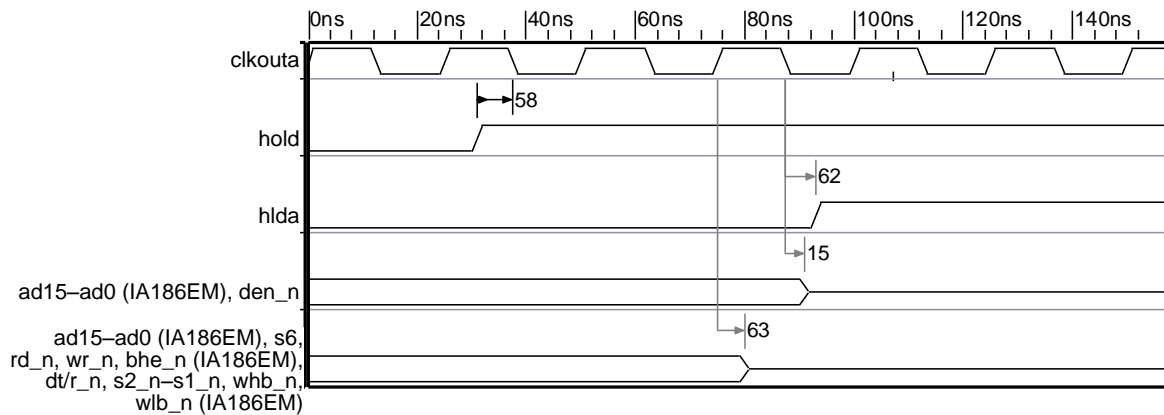 0ns 20ns 40ns 60ns 80ns 100ns 120ns 140ns
clkouta
58
hold
62
hlda
15
ad15–ad0 (IA186EM), den_n
63
ad15–ad0 (IA186EM), s6,
rd_n, wr_n, bhe_n (IA186EM),
dt/r_n, s2_n–s1_n, whb_n,
wlb_n (IA186EM)